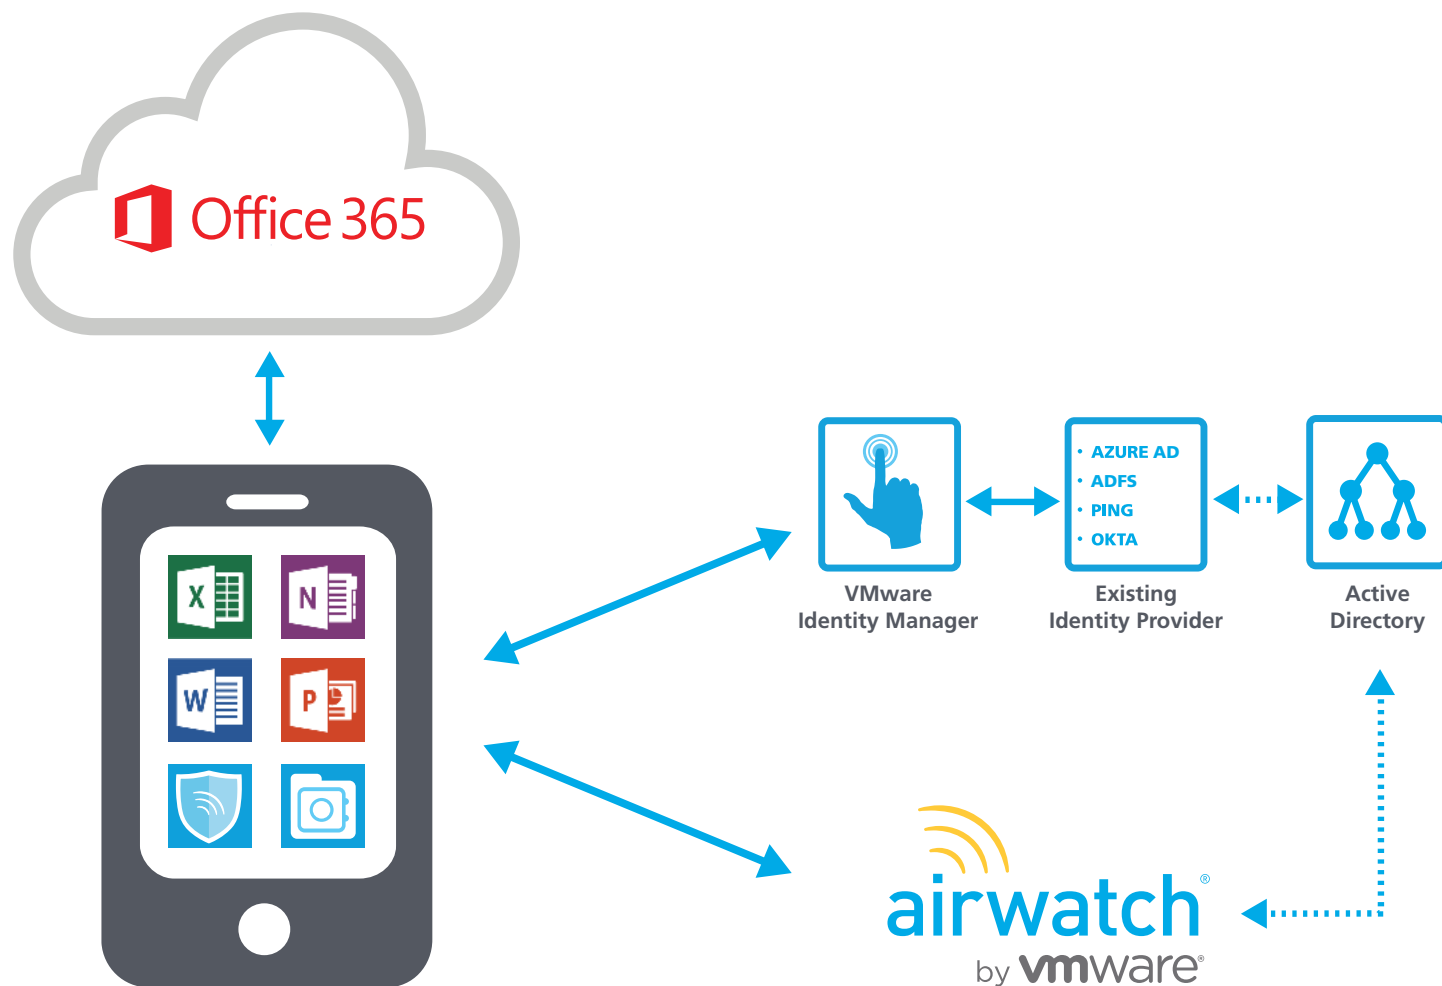 Office 365
• AZURE AD
• ADFS
• PING
• OKTA
VMware
Identity Manager
Existing
Identity Provider
Active
Directory
X
N
W
P
airwatch®
by vmware®